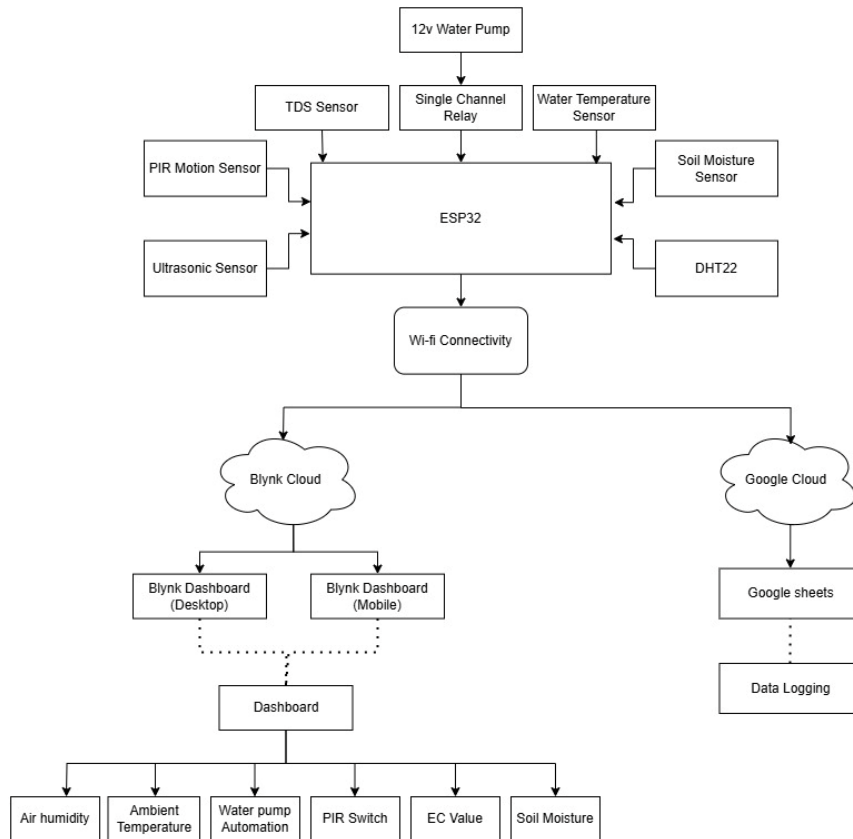 12v Water Pump
TDS Sensor
Single Channel
Relay
Water Temperature
Sensor
PIR Motion Sensor
Soil Moisture
Sensor
ESP32
Ultrasonic Sensor
DHT22
Wi-fi Connectivity
Blynk Cloud
Google Cloud
Blynk Dashboard
(Desktop)
Blynk Dashboard
(Mobile)
Google sheets
Dashboard
Data Logging
Air humidity
Ambient
Temperature
Water pump
Automation
PIR Switch
EC Value
Soil Moisture